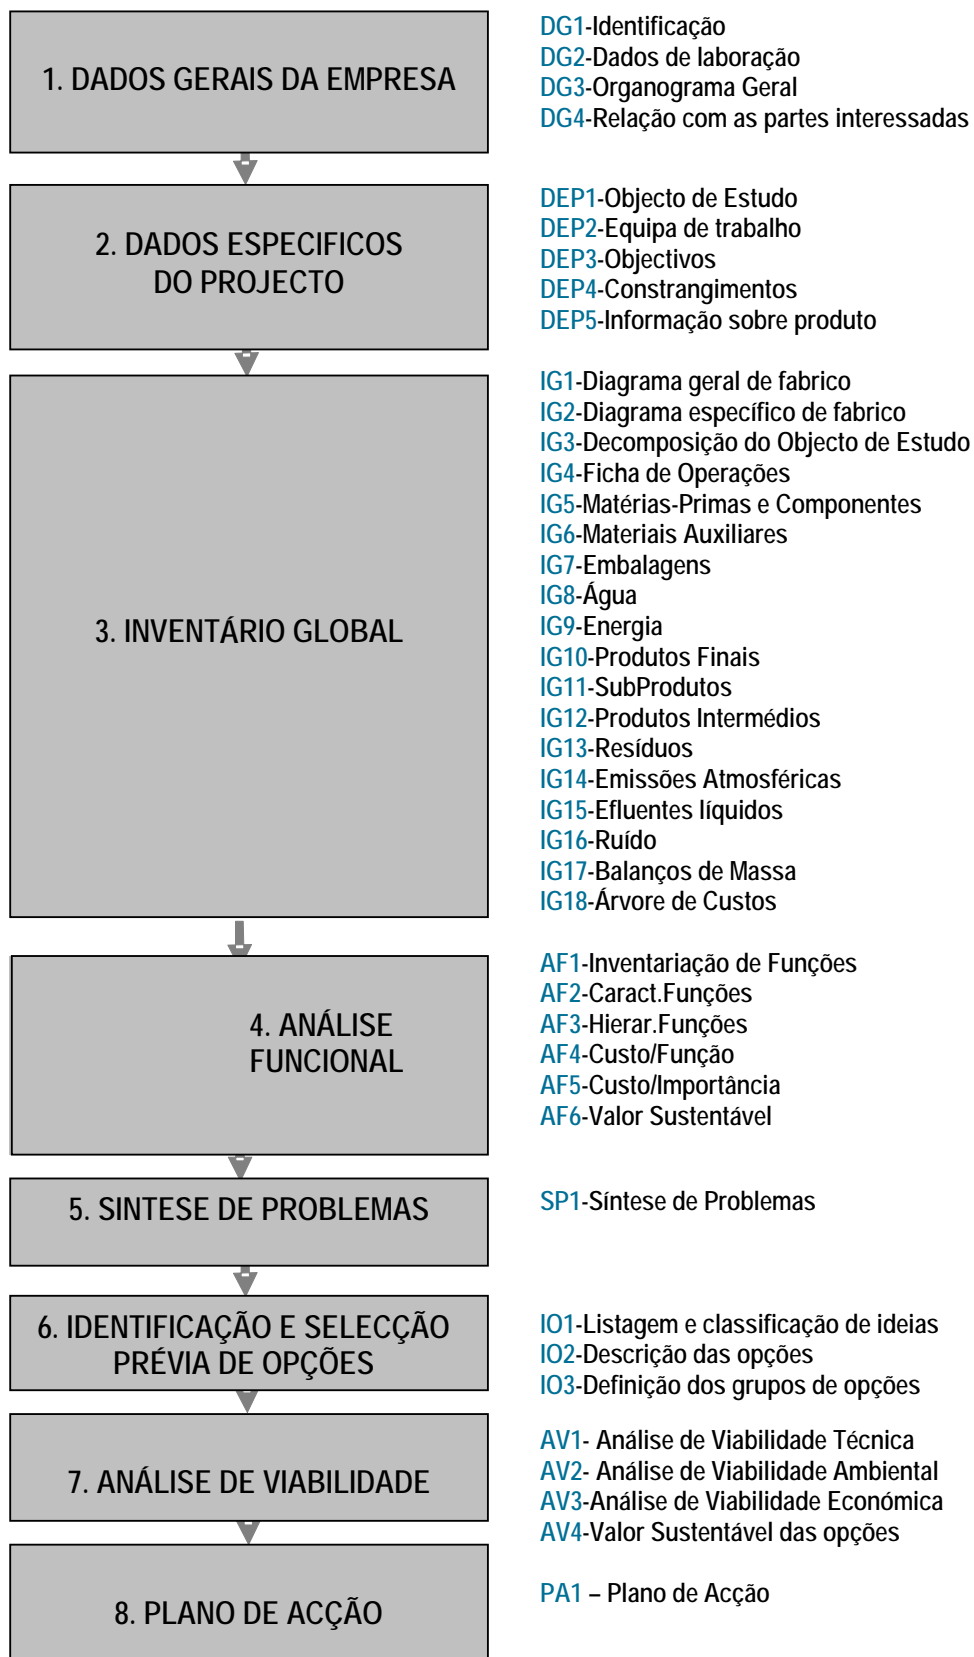 1. DADOS GERAIS DA EMPRESA
DG1-Identificação
DG2-Dados de laboração
DG3-Organograma Geral
DG4-Relação com as partes interessadas
2. DADOS ESPECIFICOS
DO PROJECTO
DEP1-Objecto de Estudo
DEP2-Equipa de trabalho
DEP3-Objectivos
DEP4-Constrangimentos
DEP5-Informação sobre produto
3. INVENTÁRIO GLOBAL
IG1-Diagrama geral de fabrico
IG2-Diagrama específico de fabrico
IG3-Decomposição do Objecto de Estudo
IG4-Ficha de Operações
IG5-Matérias-Primas e Componentes
IG6-Materiais Auxiliares
IG7-Embalagens
IG8-Água
IG9-Energia
IG10-Produtos Finais
IG11-SubProdutos
IG12-Produtos Intermédios
IG13-Resíduos
IG14-Emissões Atmosféricas
IG15-Efluentes líquidos
IG16-Ruído
IG17-Balanços de Massa
IG18-Árvore de Custos
4. ANÁLISE
FUNCIONAL
AF1-Inventariação de Funções
AF2-Caract.Funções
AF3-Hierar.Funções
AF4-Custo/Função
AF5-Custo/Importância
AF6-Valor Sustentável
5. SINTESE DE PROBLEMAS
SP1-Síntese de Problemas
6. IDENTIFICAÇÃO E SELECÇÃO
PRÉVIA DE OPÇÕES
IO1-Listagem e classificação de ideias
IO2-Descrição das opções
IO3-Definição dos grupos de opções
7. ANÁLISE DE VIABILIDADE
AV1- Análise de Viabilidade Técnica
AV2- Análise de Viabilidade Ambiental
AV3-Análise de Viabilidade Económica
AV4-Valor Sustentável das opções
8. PLANO DE ACÇÃO
PA1 – Plano de Acção